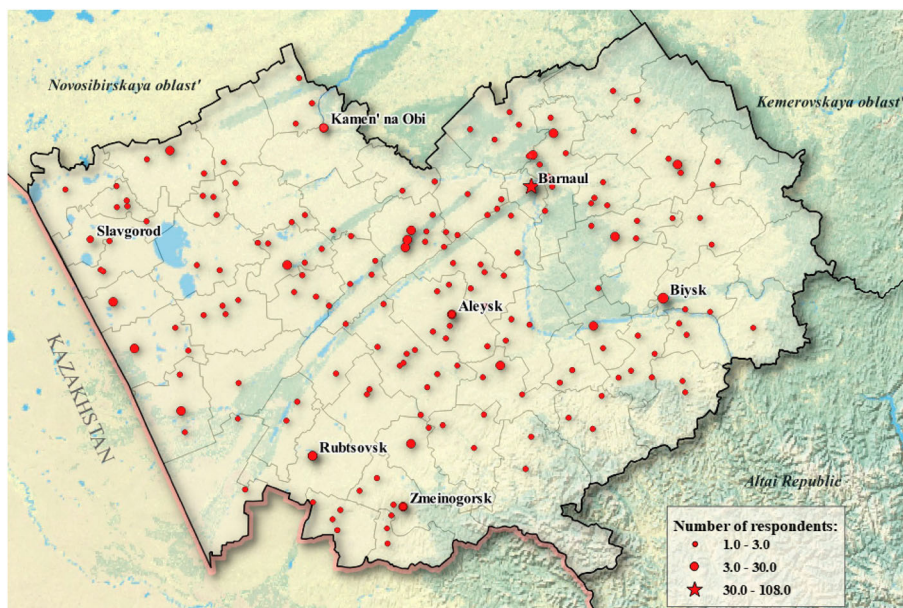 Novosibirskaya oblast'
Kemerovskaya oblast'
Kamen' na Obi
Barnaul
Slavgorod
Biysk
Aleysk
KAZAKHSTAN
Rubtsovsk
Zmeinogorsk
Altai Republic
Number of respondents:
1.0 - 3.0
3.0 - 30.0
30.0 - 108.0